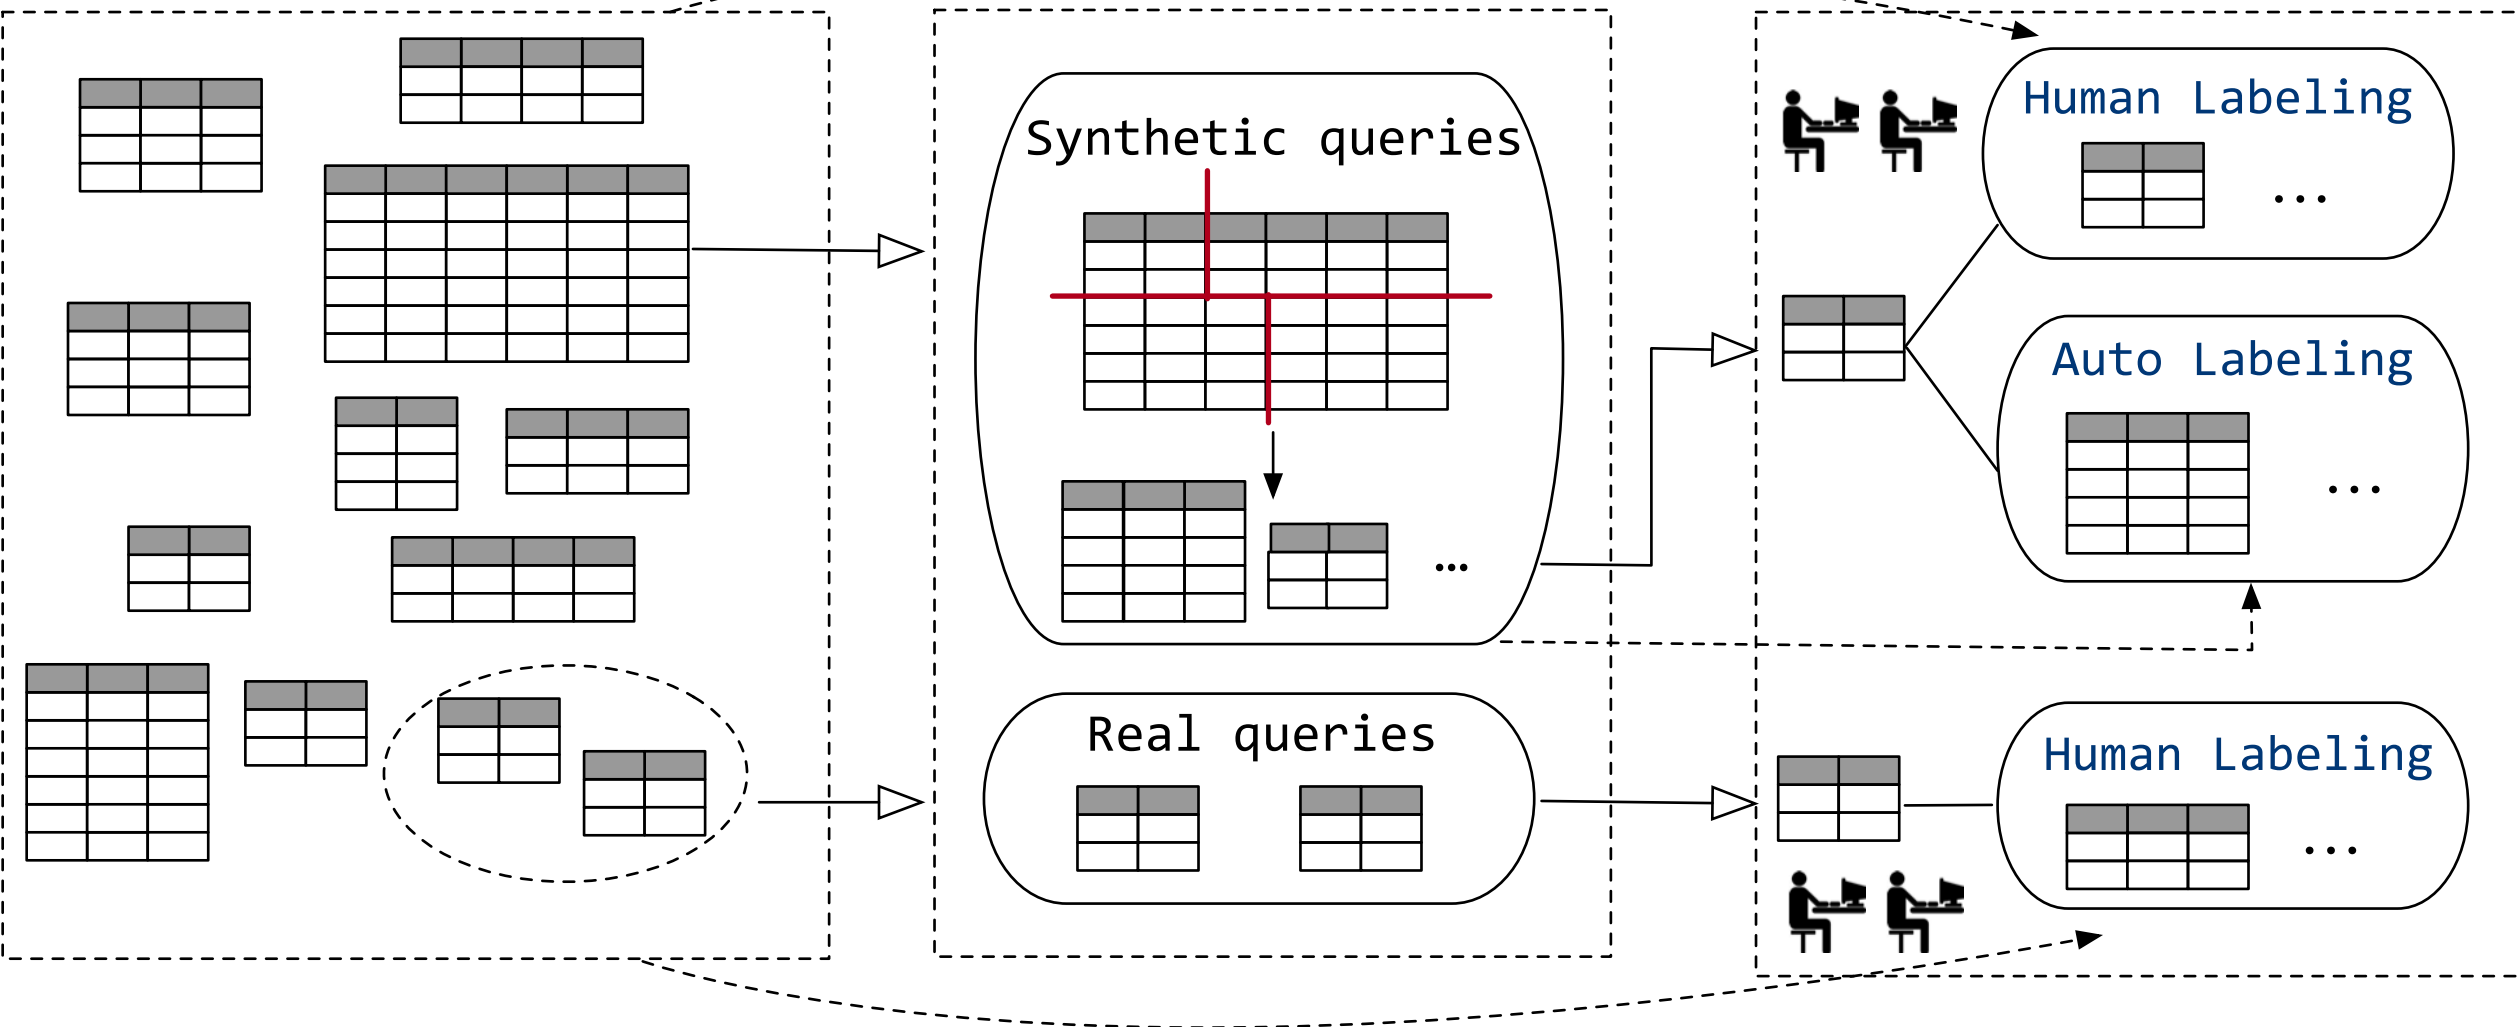 Synthetic queries
...
Real queries
Human Labeling
...
Auto Labeling
...
Human Labeling
...